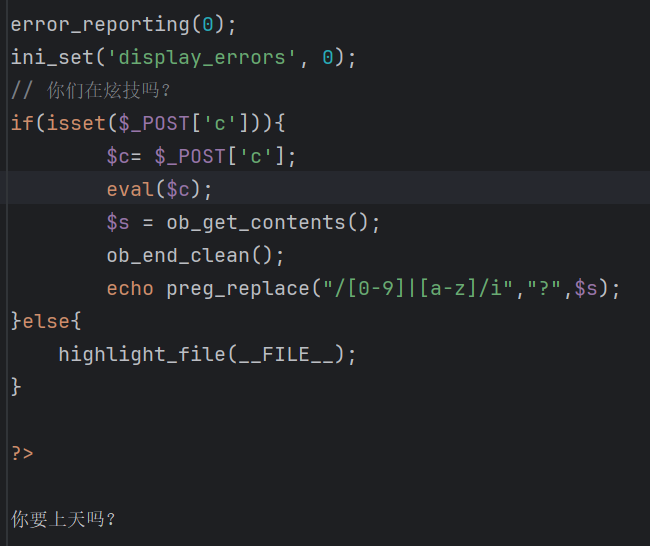 error_reporting(0);
ini_set('display_errors', 0);
// 你们在炫技吗？
if(isset($_POST['c'])){
        $c= $_POST['c'];
        eval($c);
        $s = ob_get_contents();
        ob_end_clean();
        echo preg_replace("/[0-9]|[a-z]/i","?",$s);
}else{
    highlight_file(__FILE__);
}
?>
你要上天吗？